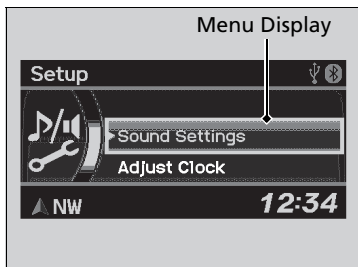 Menu Display
Setup
Sound Settings
Adjust Clock
NW 12:34